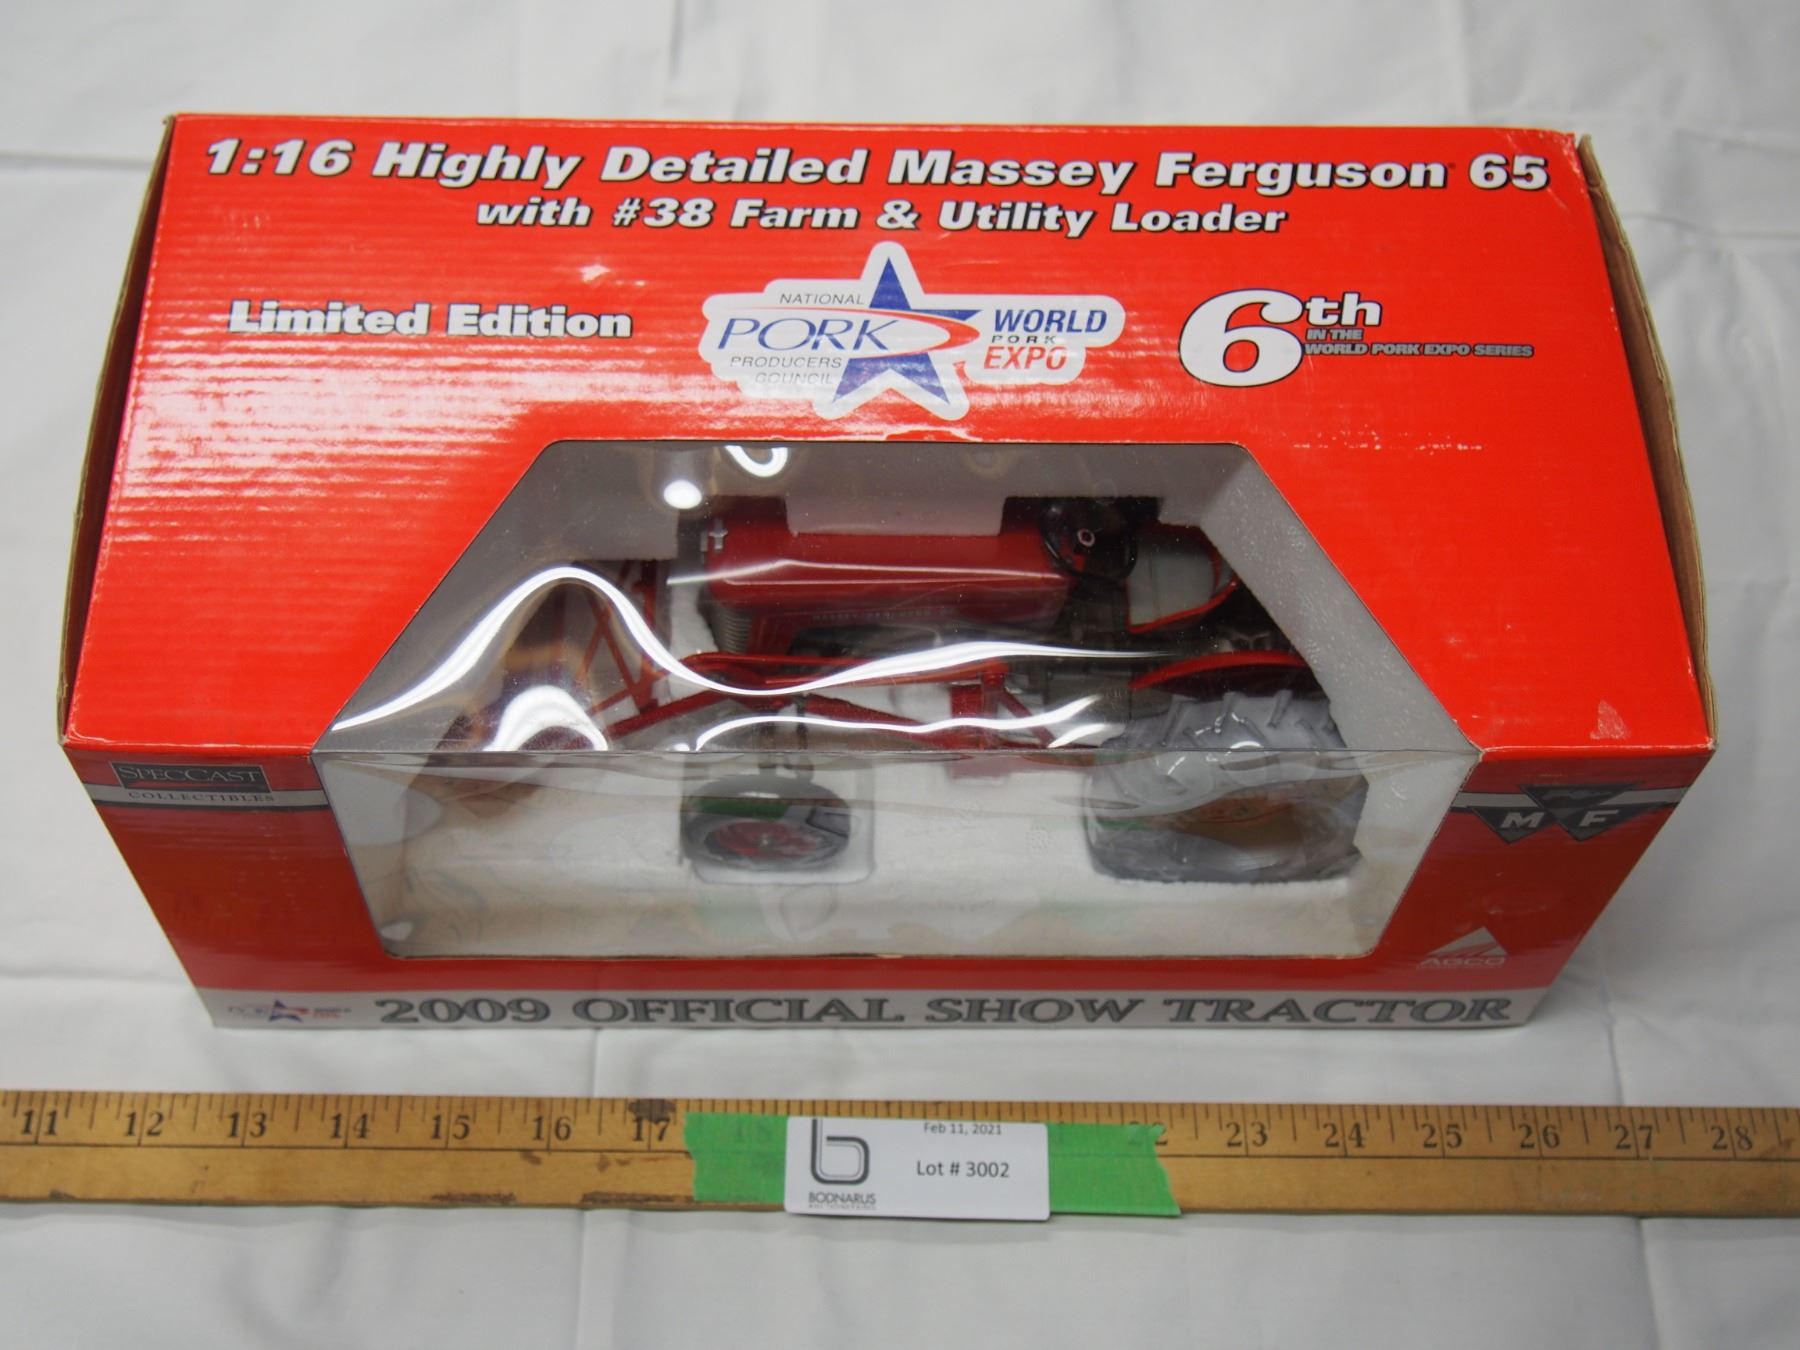 1:16 Highly Detailed Massey Ferguson 65
with #38 Farm & Utility Loader
Limited Edition
NATIONAL
PORK
PRODUCERS
COUNCIL
WORLD
PORK
EXPO
6th
IN THE
WORLD PORK EXPO SERIES
SPECCAST
COLLECTIBLES
M F
AGCO
2009 OFFICIAL SHOW TRACTOR
11 12 13 14 15 16 17 18 22 23 24 25 26 27 28
Feb 11, 2021
Lot # 3002
b
BODNARUS